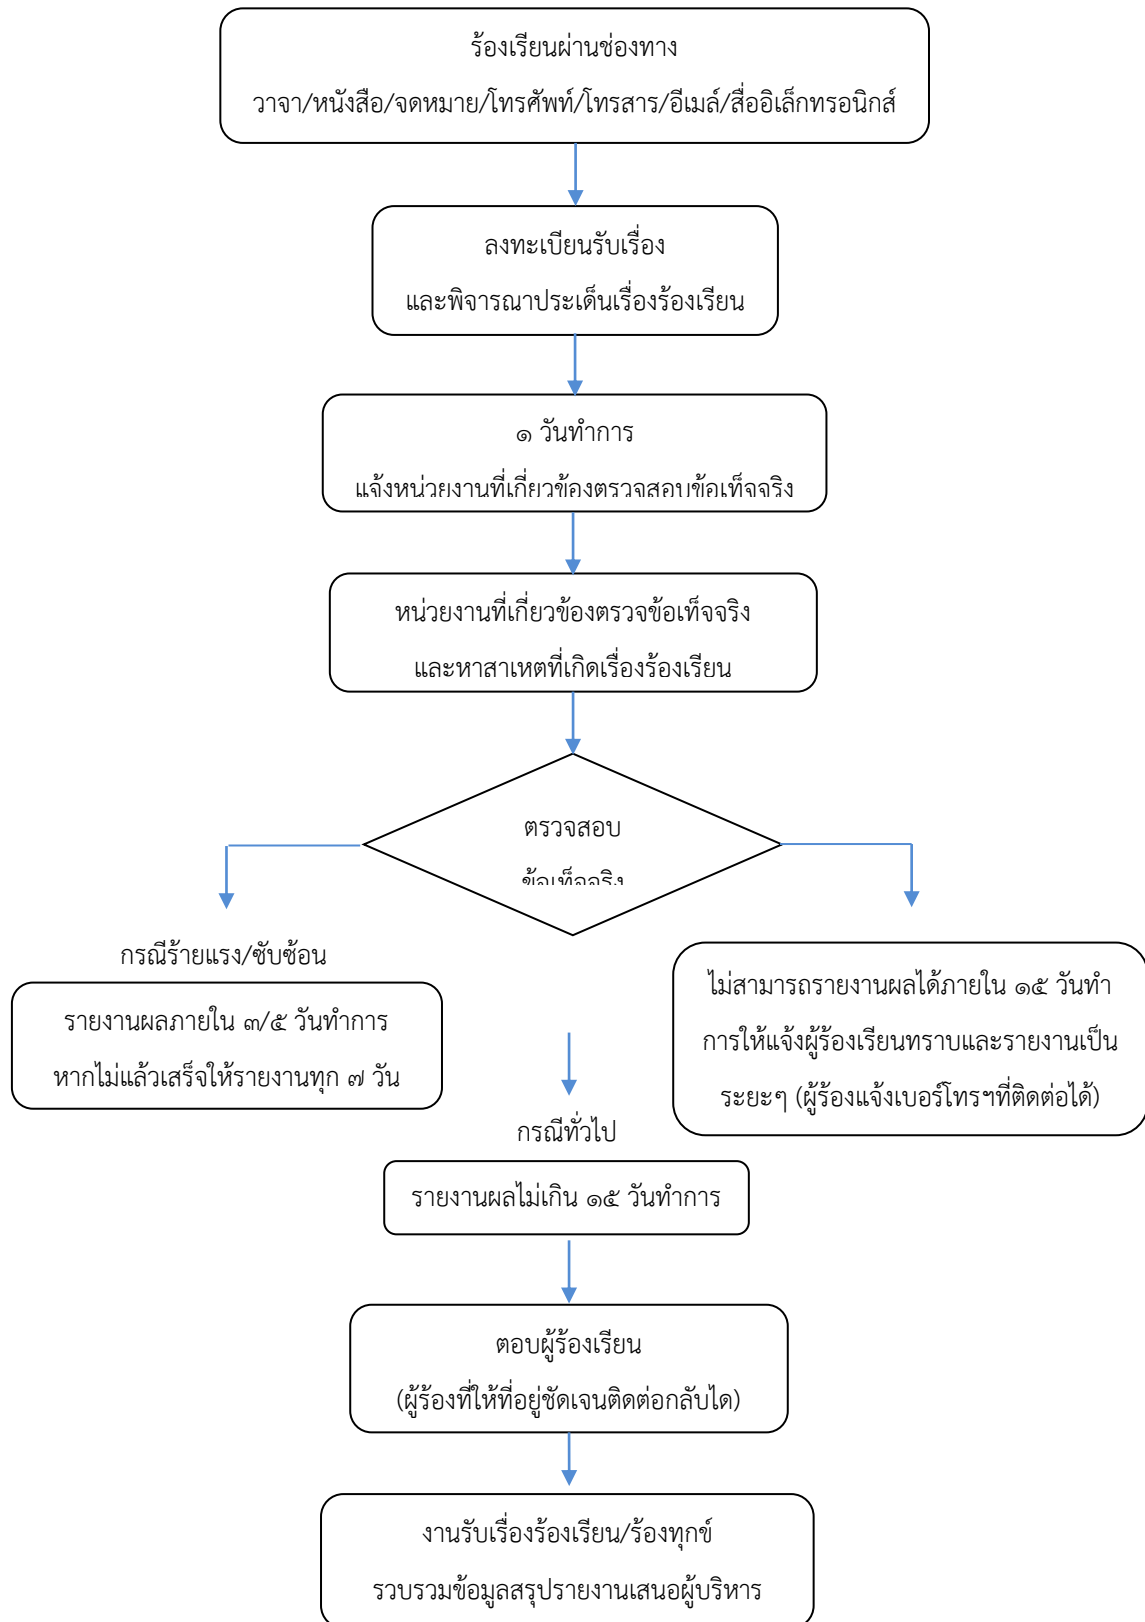 ร้องเรียนผ่านช่องทาง
วาจา/หนังสือ/จดหมาย/โทรศัพท์/โทรสาร/อีเมล์/สื่ออิเล็กทรอนิกส์
ลงทะเบียนรับเรื่อง
และพิจารณาประเด็นเรื่องร้องเรียน
๑ วันทำการ
แจ้งหน่วยงานที่เกี่ยวข้องตรวจสอบข้อเท็จจริง
หน่วยงานที่เกี่ยวข้องตรวจข้อเท็จจริง
และหาสาเหตที่เกิดเรื่องร้องเรียน
ตรวจสอบ
ข้อเท็จจริง
กรณีร้ายแรง/ซับซ้อน
รายงานผลภายใน ๓/๕ วันทำการ
หากไม่แล้วเสร็จให้รายงานทุก ๗ วัน
ไม่สามารถรายงานผลได้ภายใน ๑๕ วันทำ
การให้แจ้งผู้ร้องเรียนทราบและรายงานเป็น
ระยะๆ (ผู้ร้องแจ้งเบอร์โทรฯที่ติดต่อได้)
กรณีทั่วไป
รายงานผลไม่เกิน ๑๕ วันทำการ
ตอบผู้ร้องเรียน
(ผู้ร้องที่ให้ที่อยู่ชัดเจนติดต่อกลับได)
งานรับเรื่องร้องเรียน/ร้องทุกข์
รวบรวมข้อมูลสรุปรายงานเสนอผู้บริหาร